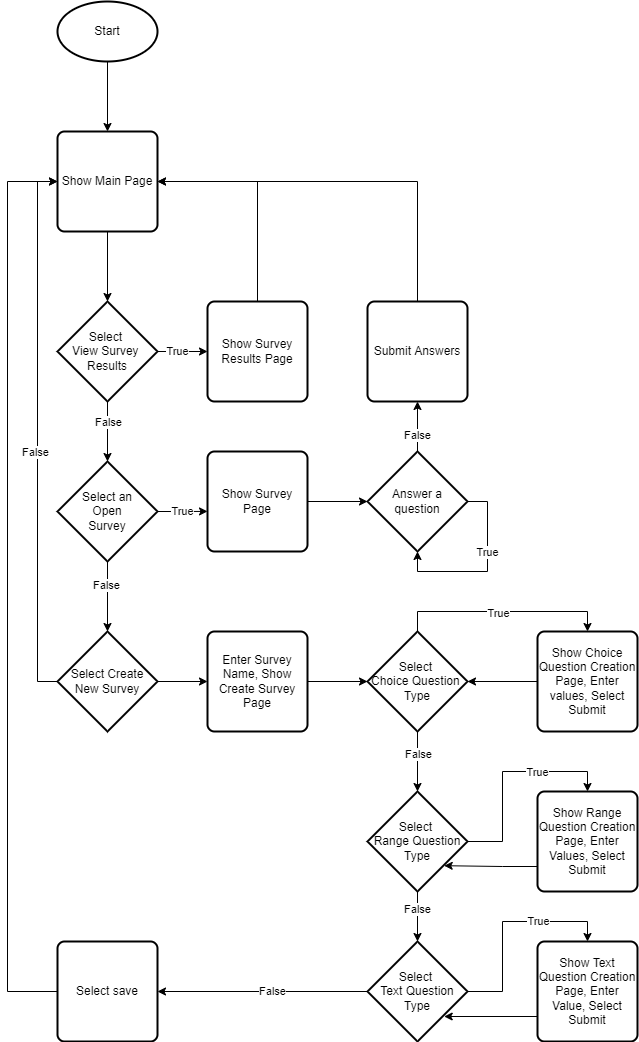 Start
Show Main Page
Select
View Survey
Results
True
Show Survey
Results Page
Submit Answers
False
False
False
Select an
Open
Survey
True
Show Survey
Page
Answer a
question
True
False
True
Select Create
New Survey
Enter Survey
Name, Show
Create Survey
Page
Select
Choice Question
Type
Show Choice
Question Creation
Page, Enter
values, Select
Submit
False
True
Select
Range Question
Type
Show Range
Question Creation
Page, Enter
Values, Select
Submit
False
True
Select save
False
Select
Text Question
Type
Show Text
Question Creation
Page, Enter
Value, Select
Submit